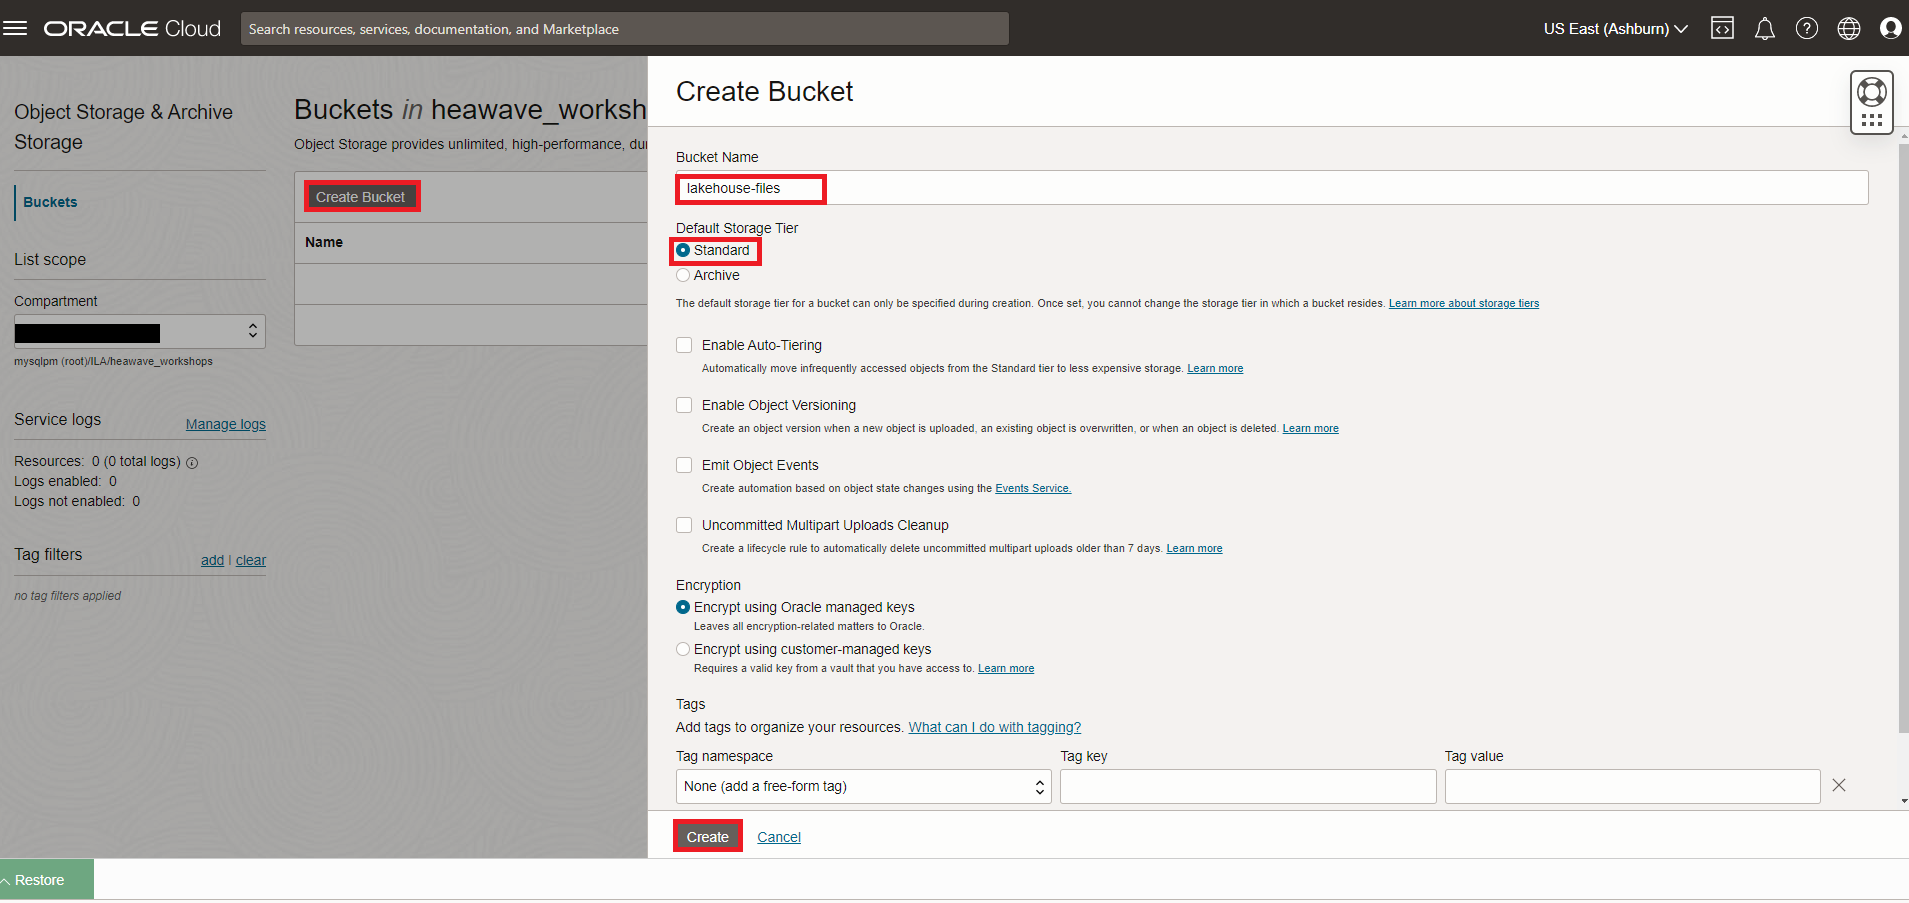 ORACLE Cloud
Search resources, services, documentation, and Marketplace
US East (Ashburn)
Object Storage & Archive
Storage
Buckets
List scope
Compartment
mysqlpm (root)/ILA/heawave_workshops
Service logs
Manage logs
Resources: 0 (0 total logs)
Logs enabled: 0
Logs not enabled: 0
Tag filters
add | clear
no tag filters applied
Buckets in heawave_worksh
Object Storage provides unlimited, high-performance, du
Create Bucket
Name
Create Bucket
Bucket Name
lakehouse-files
Default Storage Tier
Standard
Archive
The default storage tier for a bucket can only be specified during creation. Once set, you cannot change the storage tier in which a bucket resides. Learn more about storage tiers
Enable Auto-Tiering
Automatically move infrequently accessed objects from the Standard tier to less expensive storage. Learn more
Enable Object Versioning
Create an object version when a new object is uploaded, an existing object is overwritten, or when an object is deleted. Learn more
Emit Object Events
Create automation based on object state changes using the Events Service.
Uncommitted Multipart Uploads Cleanup
Create a lifecycle rule to automatically delete uncommitted multipart uploads older than 7 days. Learn more
Encryption
Encrypt using Oracle managed keys
Leaves all encryption-related matters to Oracle.
Encrypt using customer-managed keys
Requires a valid key from a vault that you have access to. Learn more
Tags
Add tags to organize your resources. What can I do with tagging?
Tag namespace
Tag key
Tag value
None (add a free-form tag)
Create
Cancel
Restore